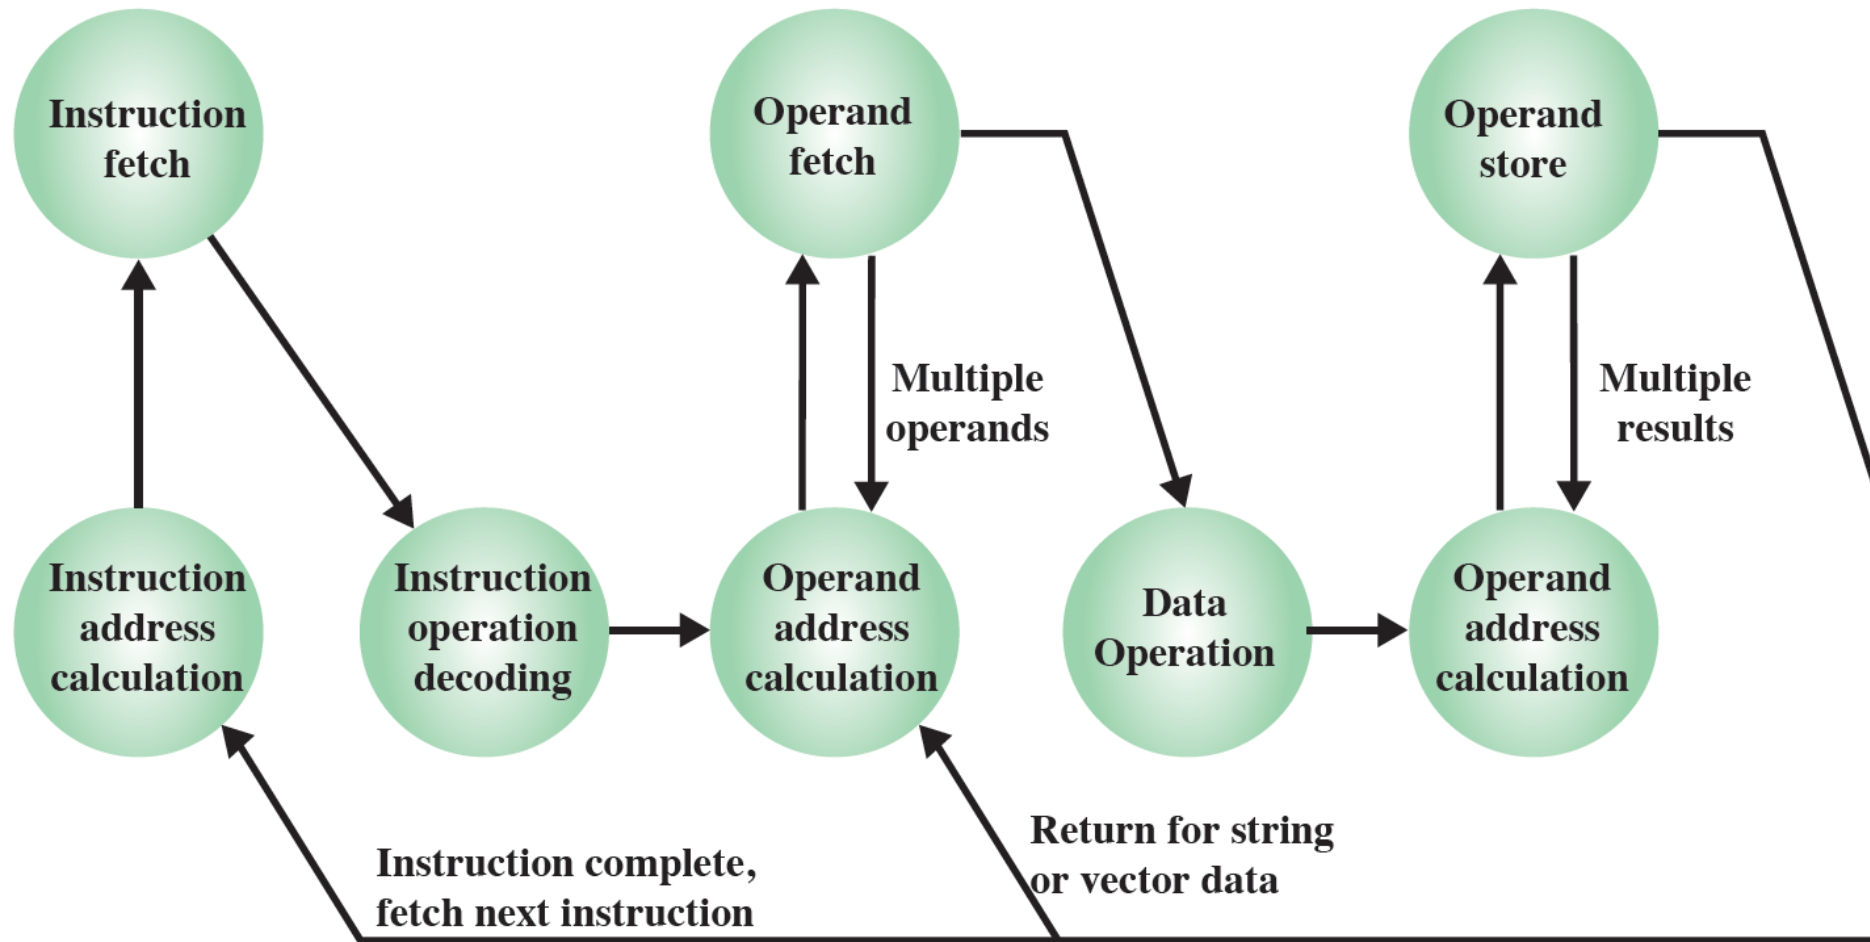 Instruction
fetch
Operand
fetch
Operand
store
Multiple
operands
Multiple
results
Instruction
address
calculation
Instruction
operation
decoding
Operand
address
calculation
Data
Operation
Operand
address
calculation
Instruction complete,
fetch next instruction
Return for string
or vector data